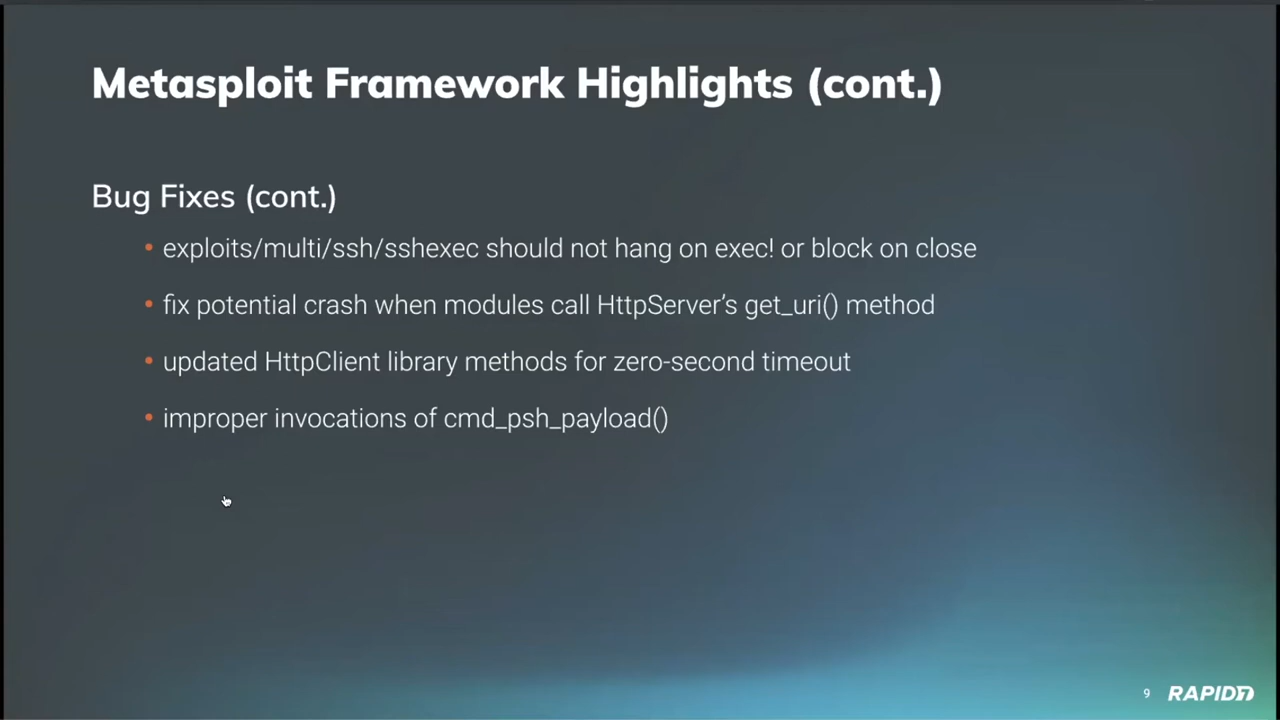 Metasploit Framework Highlights (cont.)
Bug Fixes (cont.)
• exploits/multi/ssh/sshexec should not hang on exec! or block on close
• fix potential crash when modules call HttpServer's get_uri() method
• updated HttpClient library methods for zero-second timeout
• improper invocations of cmd_psh_payload()
9 RAPID7